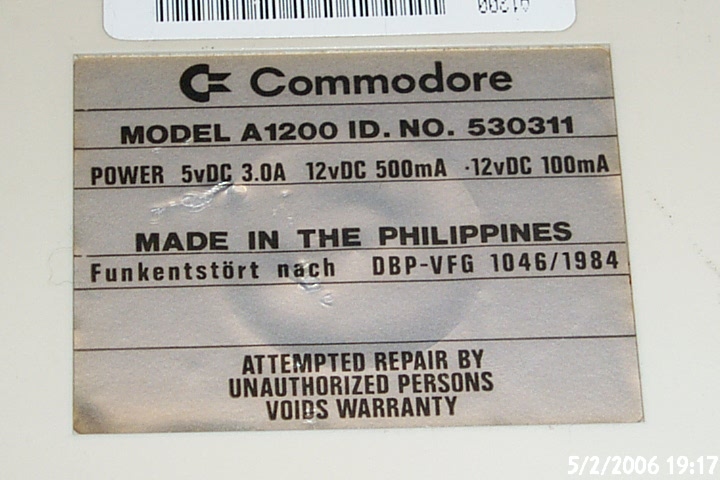 A1200
Commodore
MODEL A1200 ID. NO. 530311
POWER 5vDC 3.0A 12vDC 500mA -12vDC 100mA
MADE IN THE PHILIPPINES
Funkentstört nach DBP-VFG 1046/1984
ATTEMPTED REPAIR BY
UNAUTHORIZED PERSONS
VOIDS WARRANTY
5/2/2006 19:17